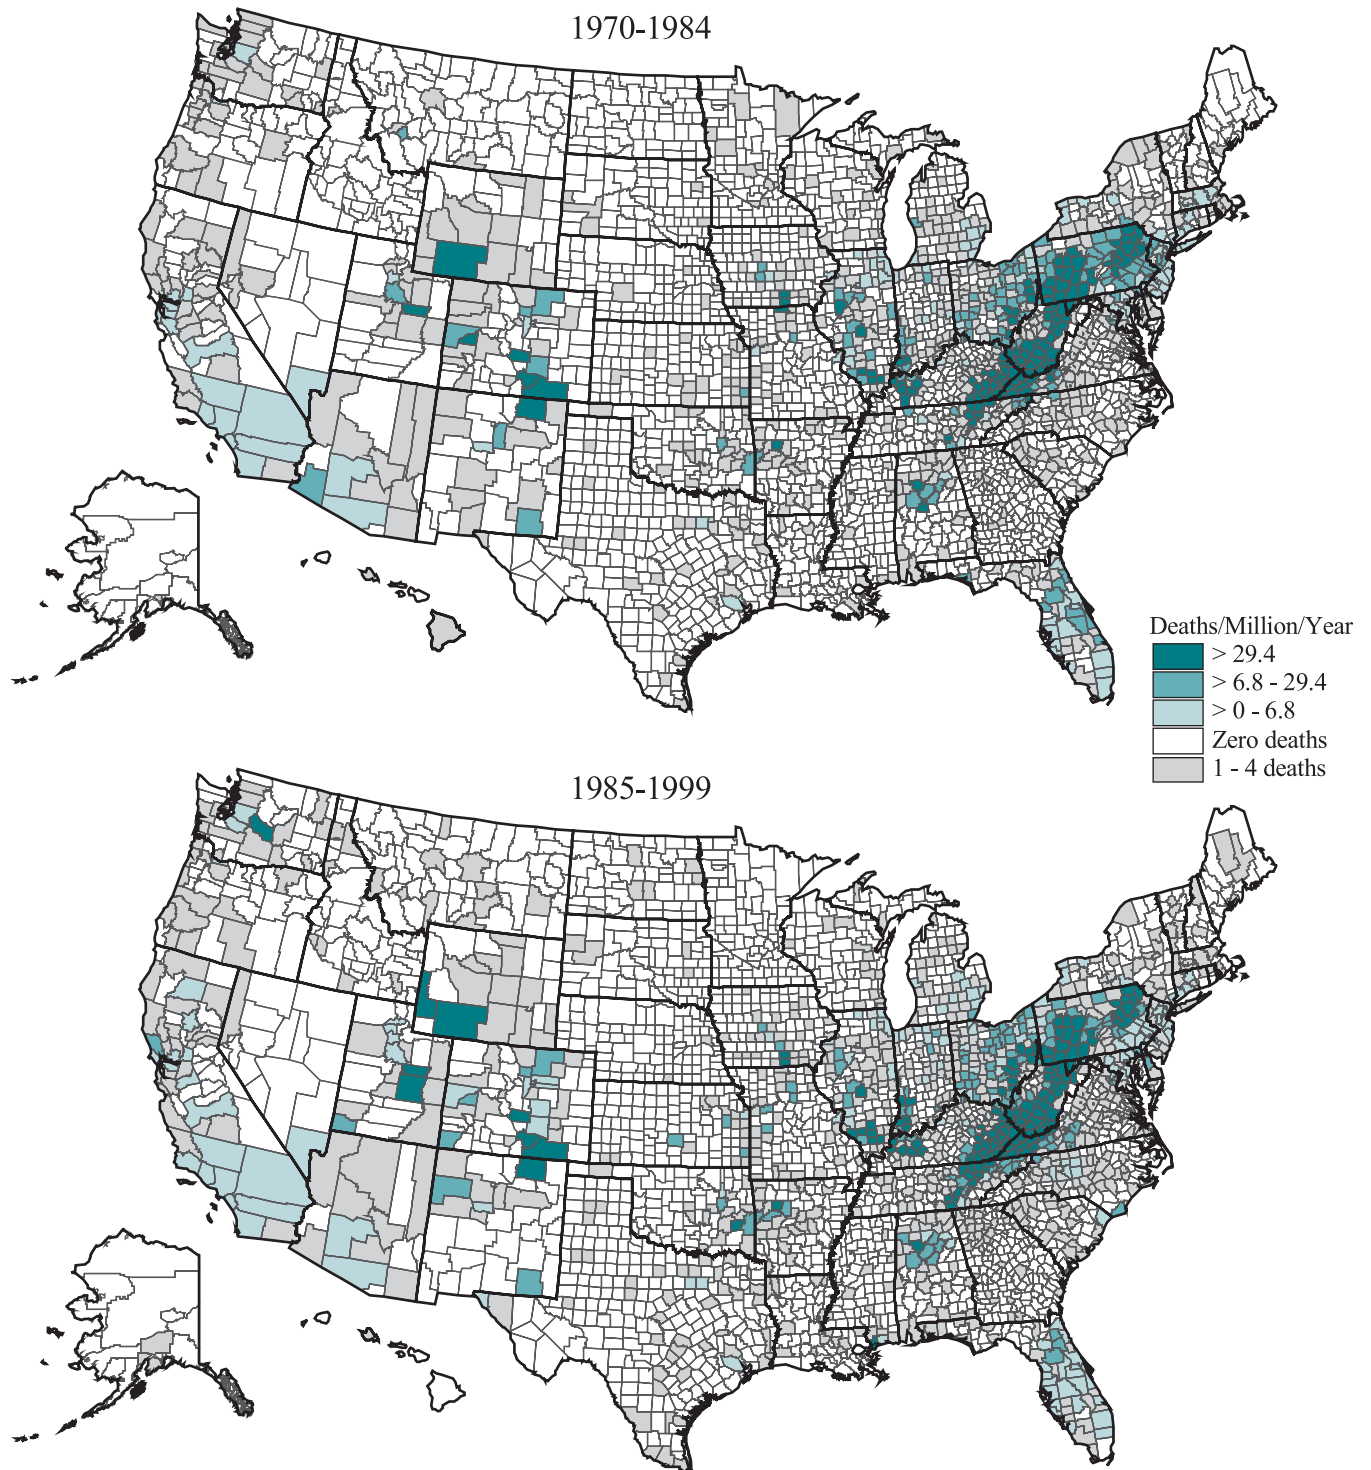 1970-1984
Deaths/Million/Year
> 29.4
> 6.8 - 29.4
> 0 - 6.8
Zero deaths
1 - 4 deaths
1985-1999